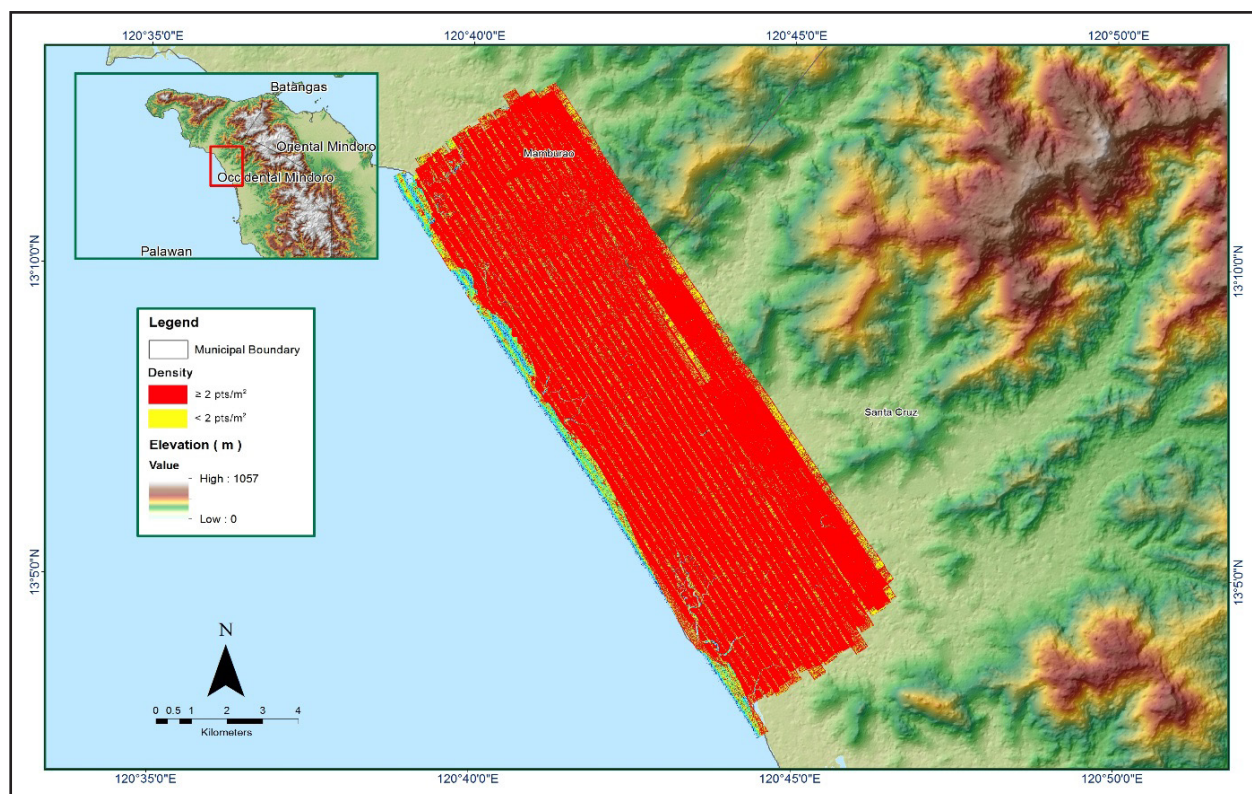 120°35'0"E
120°40'0"E
120°45'0"E
120°50'0"E
Batangas
Oriental Mindoro
Occidental Mindoro
Palawan
Mamburao
13°10'0"N
13°10'0"N
Legend
Municipal Boundary
Density
≥ 2 pts/m²
< 2 pts/m²
Elevation ( m )
Value
High : 1057
Low : 0
Santa Cruz
13°5'0"N
13°5'0"N
N
0 0.5 1 2 3 4
Kilometers
120°35'0"E
120°40'0"E
120°45'0"E
120°50'0"E